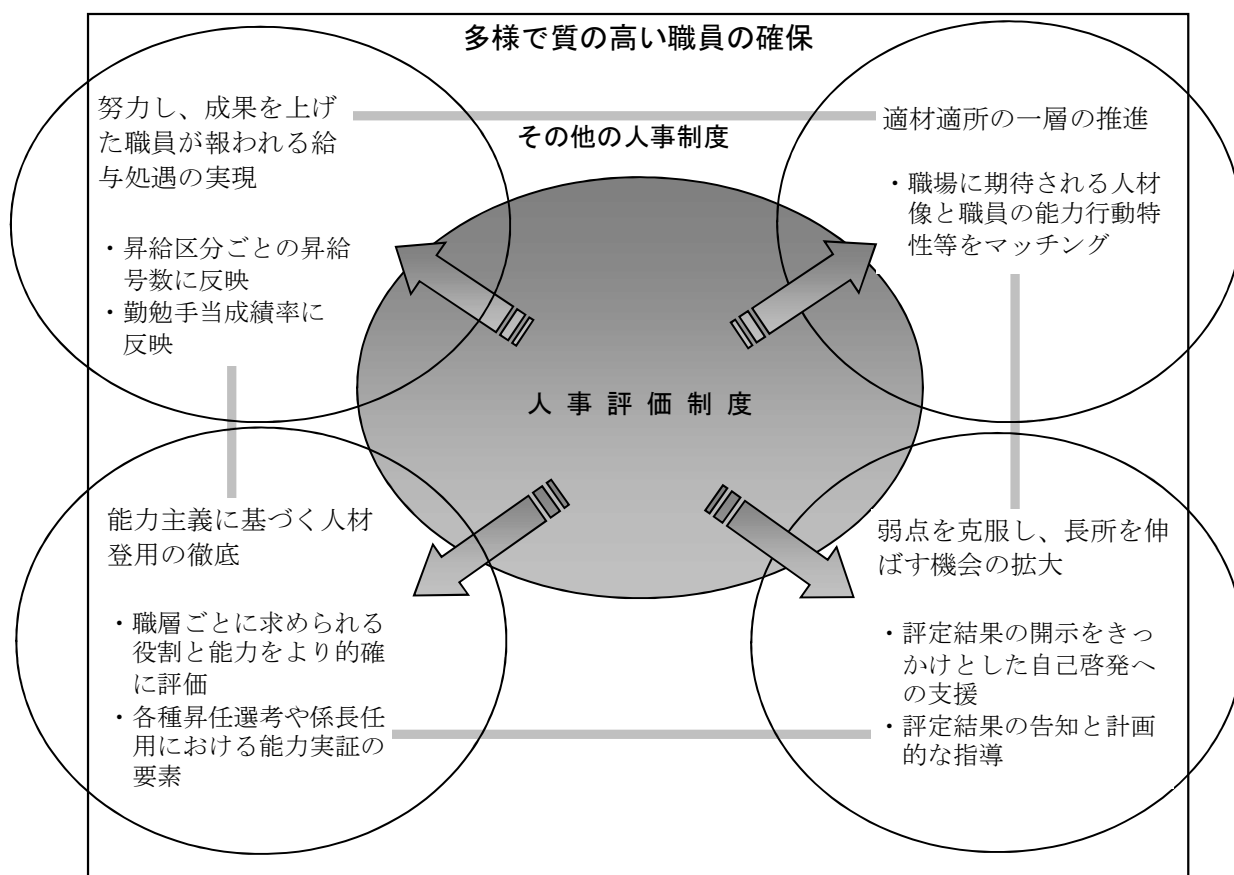 多様で質の高い職員の確保
努力し、成果を上げ
た職員が報われる給
与処遇の実現
・昇給区分ごとの昇給
号数に反映
・勤勉手当成績率に
反映
その他の人事制度
適材適所の一層の推進
・職場に期待される人材
像と職員の能力行動特
性等をマッチング
人事評価制度
能力主義に基づく人材
登用の徹底
・職層ごとに求められる
役割と能力をより的確
に評価
・各種昇任選考や係長任
用における能力実証の
要素
弱点を克服し、長所を伸
ばす機会の拡大
・評定結果の開示をきっ
かけとした自己啓発へ
の支援
・評定結果の告知と計画
的な指導